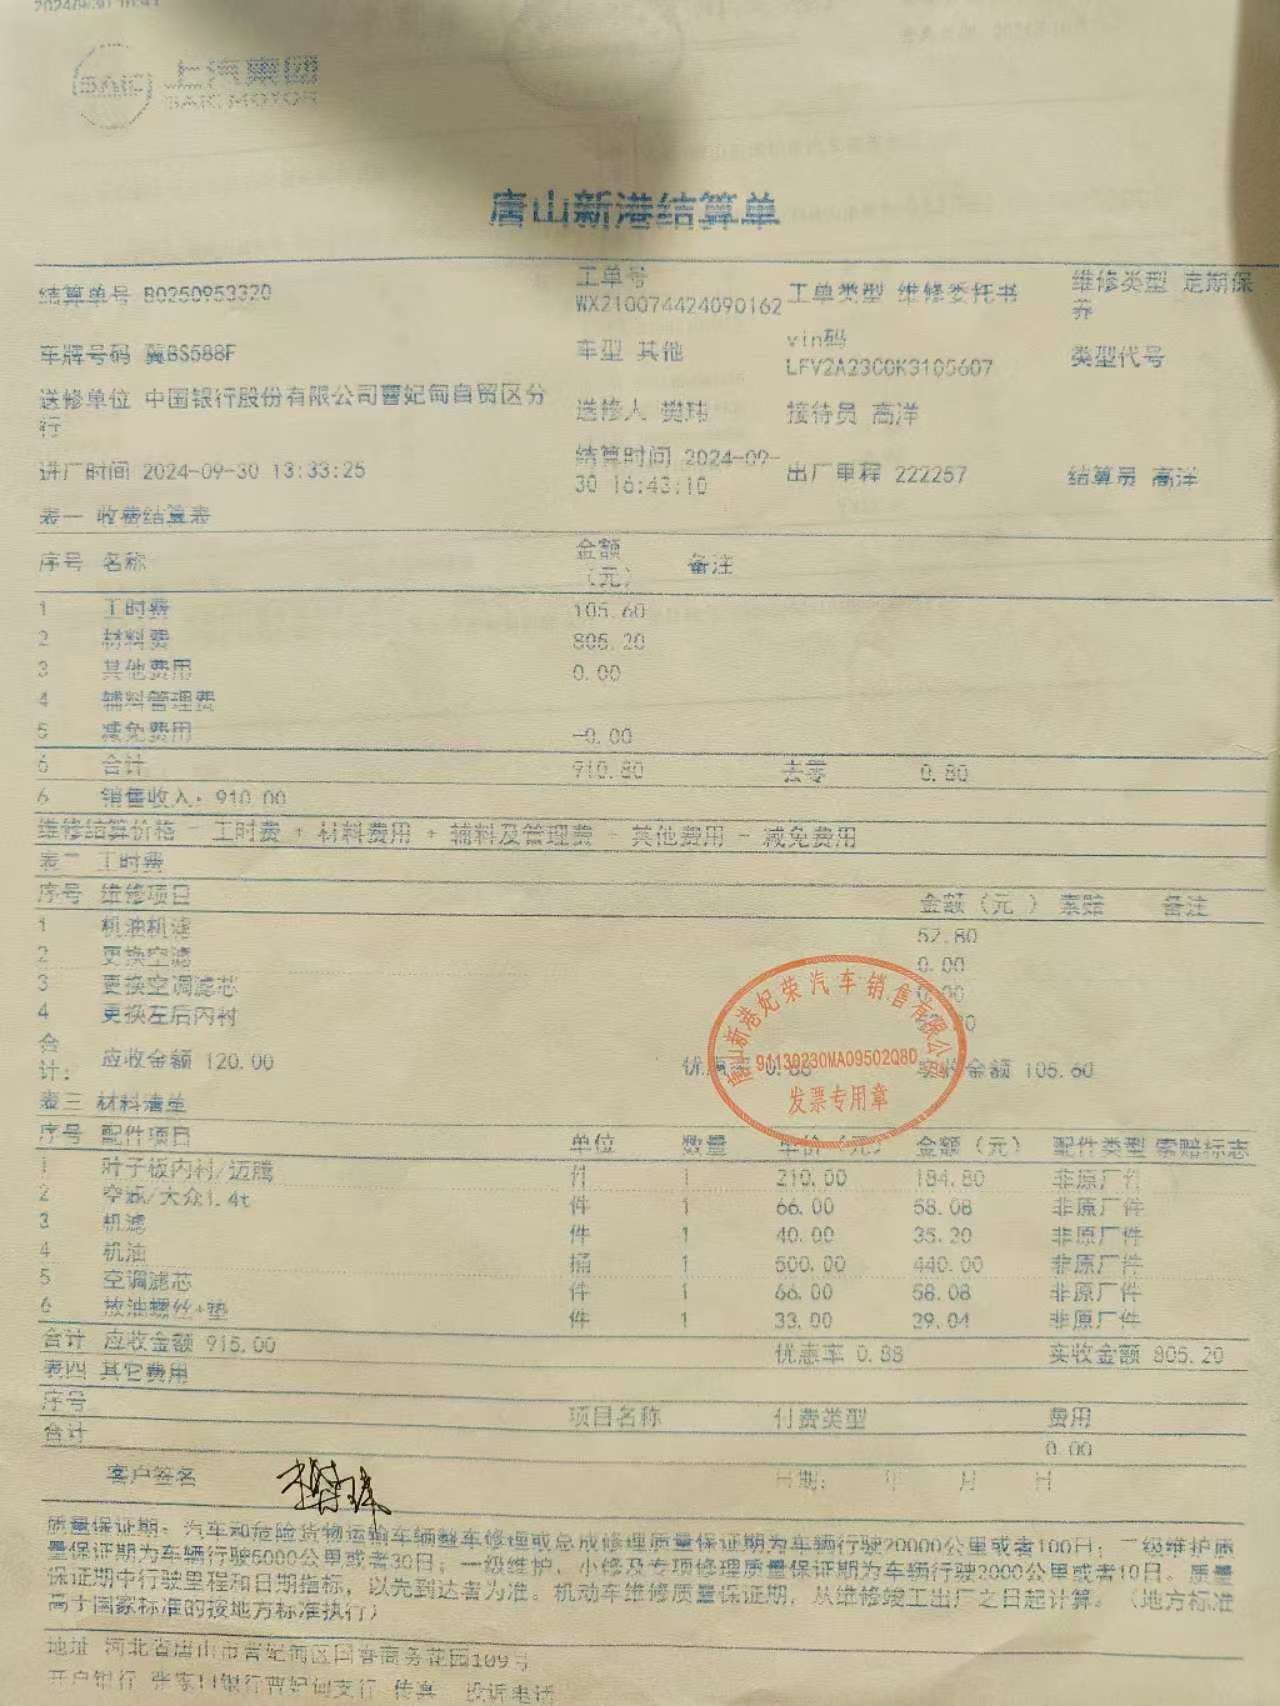 上汽集团
SAIC MOTOR
唐山新港结算单
结算单号 B0250953320
工单号 WX210074424090162
工单类型 维修委托书
维修类型 定期保养
车牌号码 冀BS588F
车型 其他
vin码 LFV2A23C0K3105607
类型代号
送修单位 中国银行股份有限公司曹妃甸自贸区分行
送修人 樊玮
接待员 高洋
进厂时间 2024-09-30 13:33:25
结算时间 2024-09-30 16:43:10
出厂里程 222257
结算员 高洋
表一 收费结算表
序号 名称 金额（元） 备注
1 工时费 105.60
2 材料费 805.20
3 其他费用 0.00
4 辅料管理费
5 减免费用 -0.00
6 合计 910.80 去零 0.80
6 销售收入：910.00
维修结算价格 = 工时费 + 材料费用 + 辅料及管理费 + 其他费用 - 减免费用
表二 工时费
序号 维修项目 金额（元） 索赔 备注
1 机油机滤 52.80
2 更换空滤 0.00
3 更换空调滤芯 0.00
4 更换左后内衬
合计： 应收金额 120.00 优惠率 0.88 实收金额 105.60
唐山新港妃荣汽车销售有限公司
91130230MA09502Q8D
发票专用章
表三 材料清单
序号 配件项目 单位 数量 单价（元） 金额（元） 配件类型 索赔标志
1 叶子板内衬/迈腾 件 1 210.00 184.80 非原厂件
2 空滤/大众1.4t 件 1 66.00 58.08 非原厂件
3 机滤 件 1 40.00 35.20 非原厂件
4 机油 桶 1 500.00 440.00 非原厂件
5 空调滤芯 件 1 66.00 58.08 非原厂件
6 放油螺丝+垫 件 1 33.00 29.04 非原厂件
合计 应收金额 915.00 优惠率 0.88 实收金额 805.20
表四 其它费用
序号 项目名称 付费类型 费用
合计 0.00
客户签名 樊玮 日期： 年 月 日
质量保证期：汽车和危险货物运输车辆整车修理或总成修理质量保证期为车辆行驶20000公里或者100日；二级维护质
量保证期为车辆行驶5000公里或者30日；一级维护、小修及专项修理质量保证期为车辆行驶2000公里或者10日。质量
保证期中行驶里程和日期指标，以先到达者为准。机动车维修质量保证期，从维修竣工出厂之日起计算。（地方标准
高于国家标准的按地方标准执行）
地址 河北省唐山市曹妃甸区国香商务花园109号
开户银行 张家口银行曹妃甸支行 传真 投诉电话